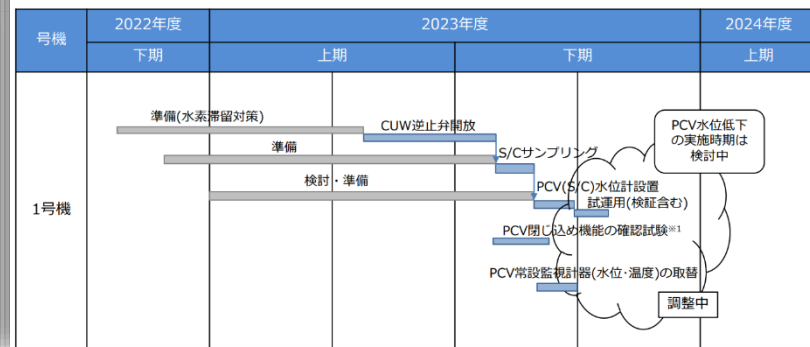 号機
2022年度
2023年度
2024年度
下期
上期
下期
上期
1号機
準備(水素滞留対策)
CUW逆止弁開放
準備
S/Cサンプリング
検討・準備
PCV(S/C)水位計設置
試運用(検証含む)
PCV閉じ込め機能の確認試験※1
PCV常設監視計器(水位・温度)の取替
PCV水位低下
の実施時期は
検討中
調整中